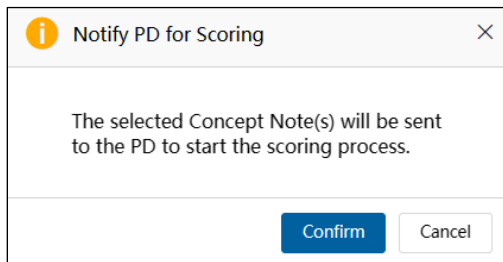 Notify PD for Scoring
The selected Concept Note(s) will be sent
to the PD to start the scoring process.
Confirm
Cancel